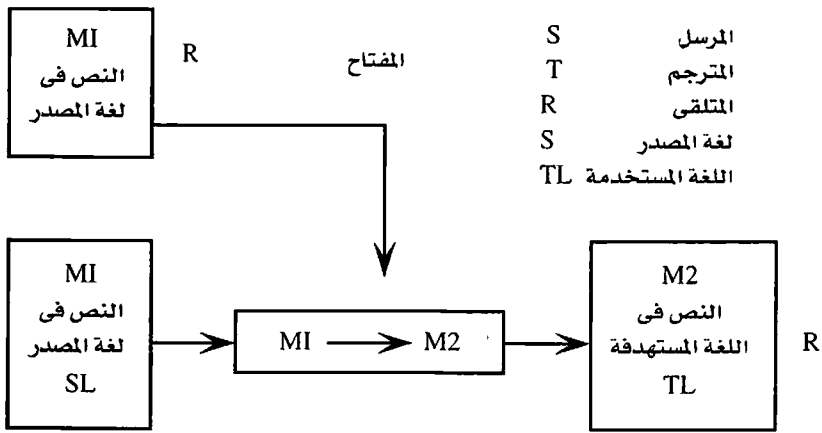 MI
النص فى
لغة المصدر
R
المفتاح
المرسل S
المترجم T
المتلقى R
لغة المصدر S
اللغة المستخدمة TL
MI
النص فى
لغة المصدر
SL
MI M2
M2
النص فى
اللغة المستهدفة
TL
R